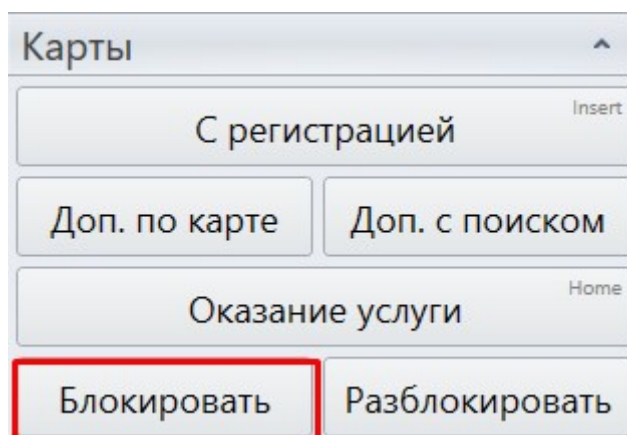 Карты
С регистрацией Insert
Доп. по карте Доп. с поиском
Оказание услуги Home
Блокировать Разблокировать